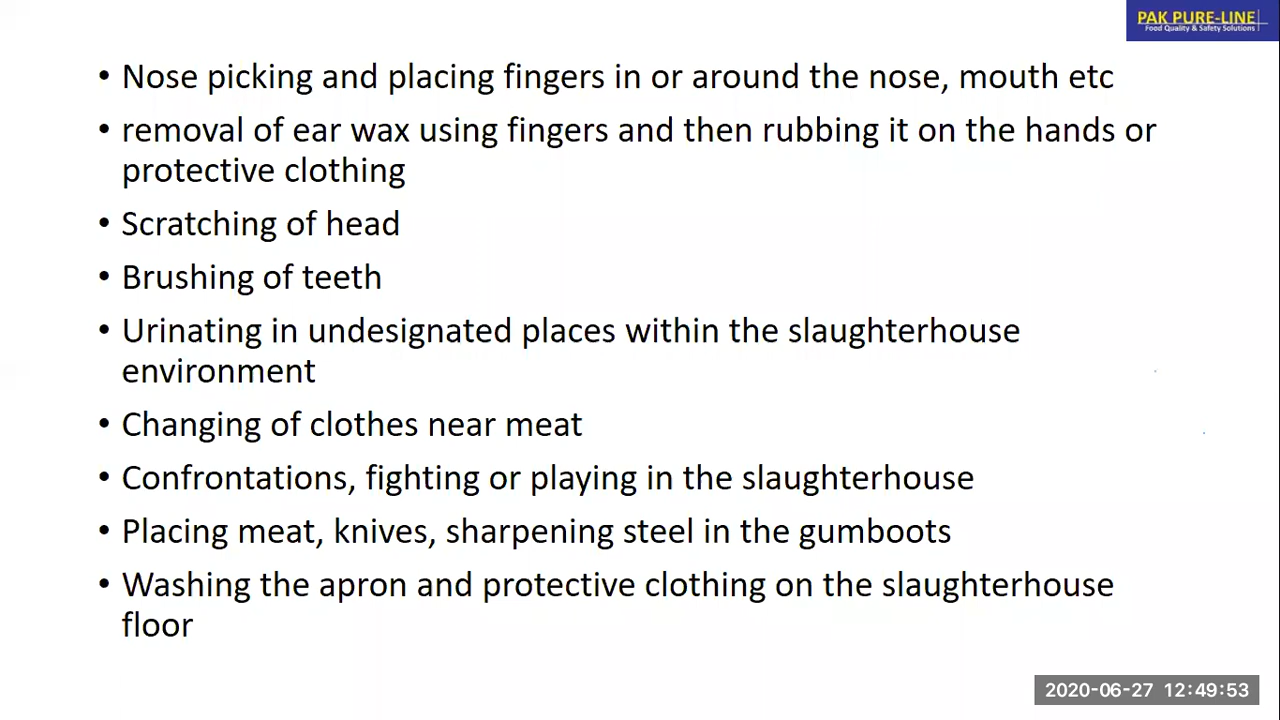 PAK PURE-LINE
Food Quality & Safety Solutions
• Nose picking and placing fingers in or around the nose, mouth etc
• removal of ear wax using fingers and then rubbing it on the hands or
protective clothing
• Scratching of head
• Brushing of teeth
• Urinating in undesignated places within the slaughterhouse
environment
• Changing of clothes near meat
• Confrontations, fighting or playing in the slaughterhouse
• Placing meat, knives, sharpening steel in the gumboots
• Washing the apron and protective clothing on the slaughterhouse
floor
2020-06-27 12:49:53